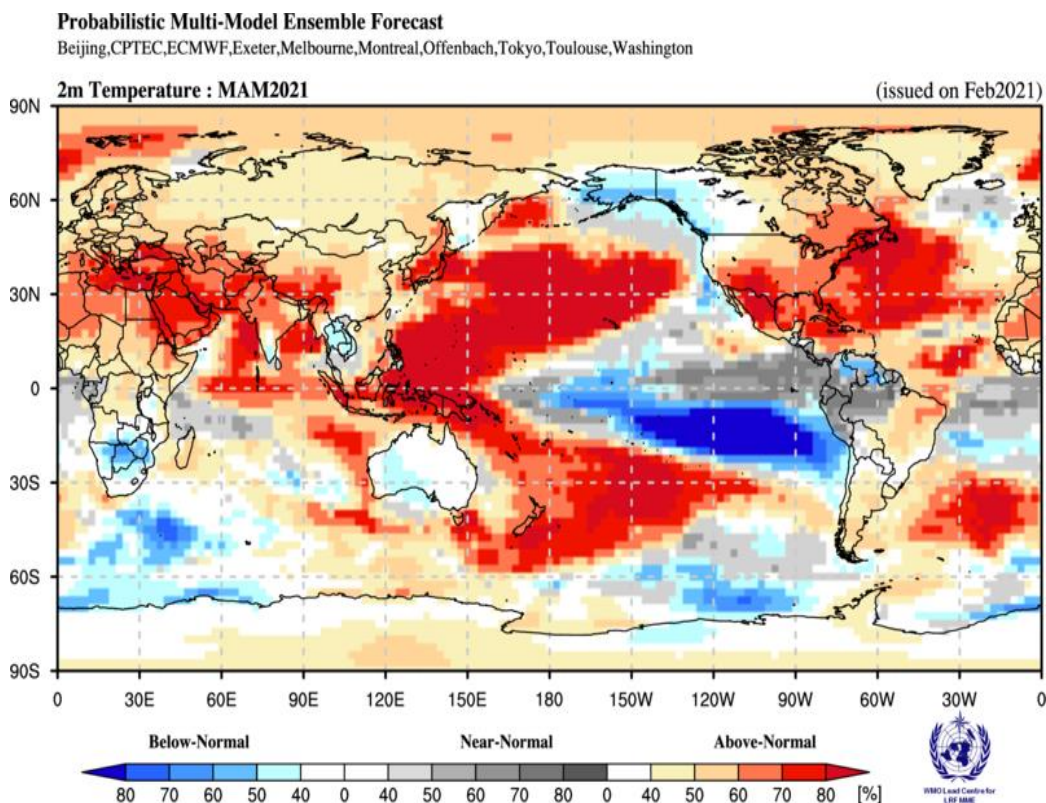 Probabilistic Multi-Model Ensemble Forecast
Beijing,CPTEC,ECMWF,Exeter,Melbourne,Montreal,Offenbach,Tokyo,Toulouse,Washington
2m Temperature : MAM2021 (issued on Feb2021)
90N
60N
30N
0
30S
60S
90S
0 30E 60E 90E 120E 150E 180 150W 120W 90W 60W 30W 0
Below-Normal Near-Normal Above-Normal
80 70 60 50 40 0 40 50 60 70 80 0 40 50 60 70 80 [%]
WMO Lead Centre for
LRFMME